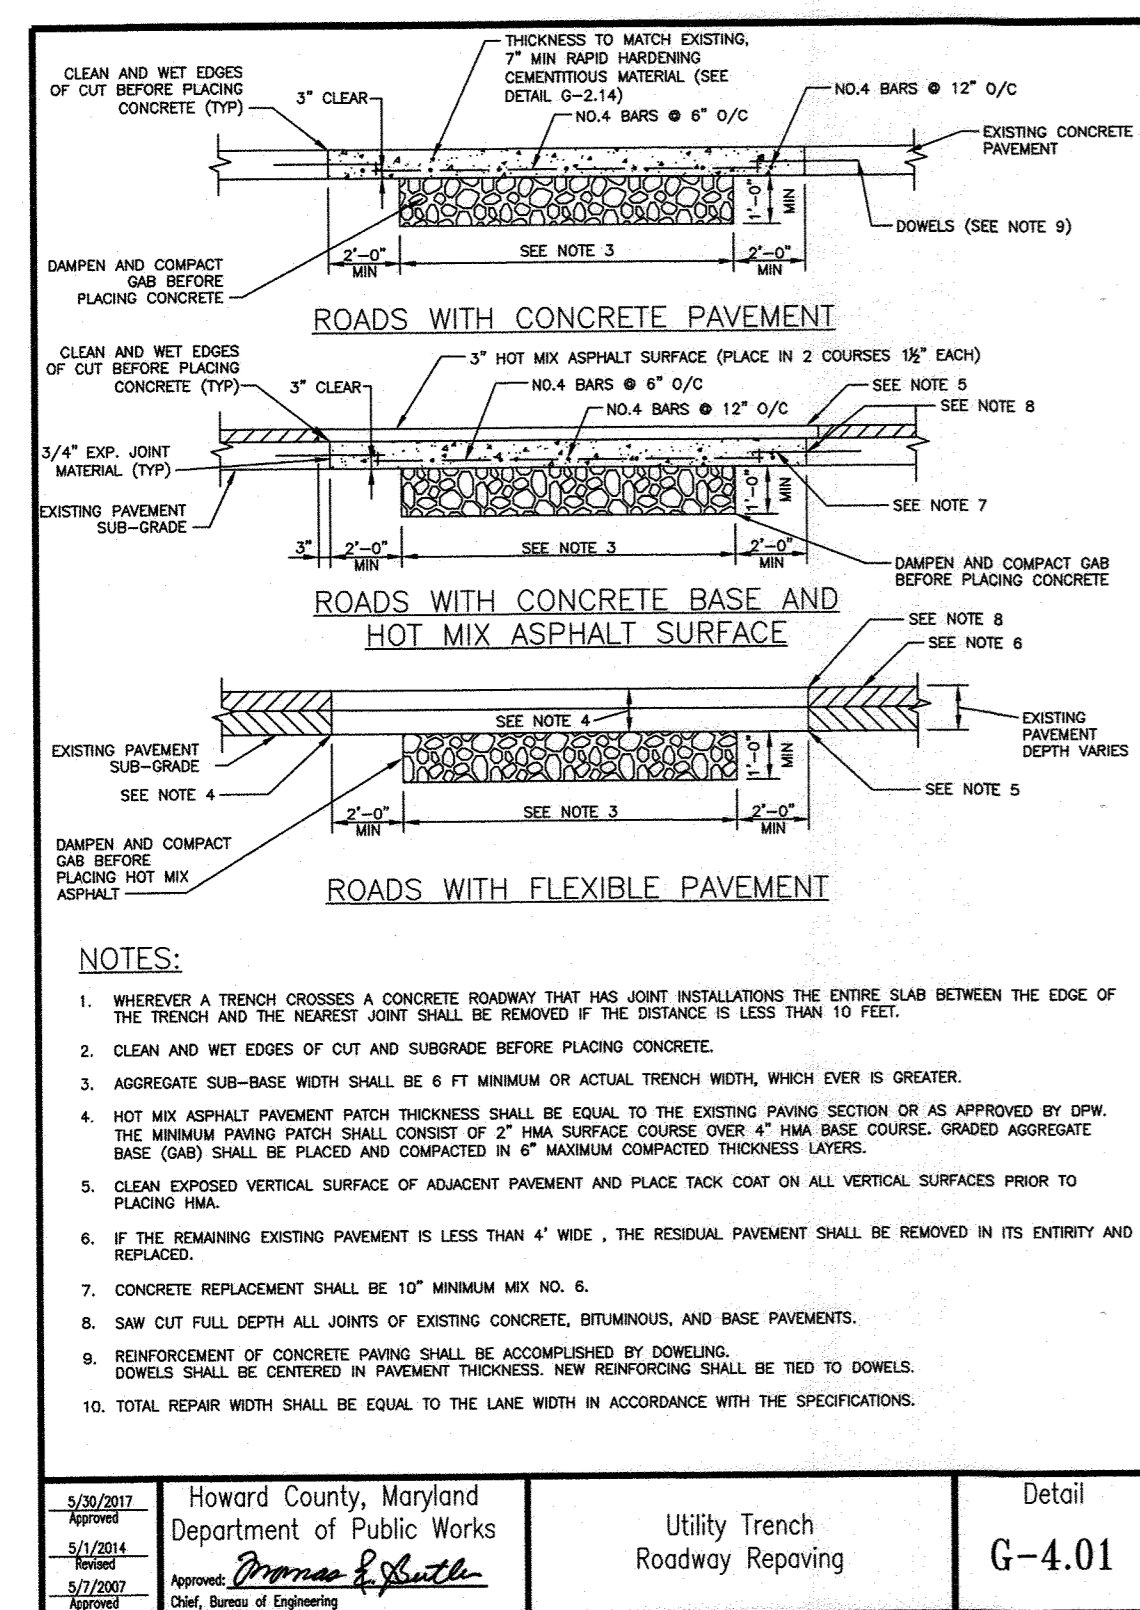 THICKNESS TO MATCH EXISTING,
7" MIN RAPID HARDENING
CEMENTITIOUS MATERIAL (SEE
DETAIL G-2.14)
CLEAN AND WET EDGES
OF CUT BEFORE PLACING
CONCRETE (TYP)
3" CLEAR
NO.4 BARS @ 6" O/C
NO.4 BARS @ 12" O/C
EXISTING CONCRETE
PAVEMENT
1'-0"
MIN
DOWELS (SEE NOTE 9)
2'-0"
MIN
SEE NOTE 3
2'-0"
MIN
DAMPEN AND COMPACT
GAB BEFORE
PLACING CONCRETE
ROADS WITH CONCRETE PAVEMENT
CLEAN AND WET EDGES
OF CUT BEFORE PLACING
CONCRETE (TYP)
3" CLEAR
3" HOT MIX ASPHALT SURFACE (PLACE IN 2 COURSES 1½" EACH)
NO.4 BARS @ 6" O/C
NO.4 BARS @ 12" O/C
SEE NOTE 5
SEE NOTE 8
3/4" EXP. JOINT
MATERIAL (TYP)
EXISTING PAVEMENT
SUB-GRADE
1'-0"
MIN
SEE NOTE 7
3"
2'-0"
MIN
SEE NOTE 3
2'-0"
MIN
DAMPEN AND COMPACT GAB
BEFORE PLACING CONCRETE
ROADS WITH CONCRETE BASE AND
HOT MIX ASPHALT SURFACE
SEE NOTE 8
SEE NOTE 6
SEE NOTE 4
EXISTING
PAVEMENT
DEPTH VARIES
EXISTING PAVEMENT
SUB-GRADE
SEE NOTE 4
1'-0"
MIN
SEE NOTE 5
2'-0"
MIN
SEE NOTE 3
2'-0"
MIN
DAMPEN AND COMPACT
GAB BEFORE
PLACING HOT MIX
ASPHALT
ROADS WITH FLEXIBLE PAVEMENT
NOTES:
1. WHEREVER A TRENCH CROSSES A CONCRETE ROADWAY THAT HAS JOINT INSTALLATIONS THE ENTIRE SLAB BETWEEN THE EDGE OF
THE TRENCH AND THE NEAREST JOINT SHALL BE REMOVED IF THE DISTANCE IS LESS THAN 10 FEET.
2. CLEAN AND WET EDGES OF CUT AND SUBGRADE BEFORE PLACING CONCRETE.
3. AGGREGATE SUB-BASE WIDTH SHALL BE 6 FT MINIMUM OR ACTUAL TRENCH WIDTH, WHICH EVER IS GREATER.
4. HOT MIX ASPHALT PAVEMENT PATCH THICKNESS SHALL BE EQUAL TO THE EXISTING PAVING SECTION OR AS APPROVED BY DPW.
THE MINIMUM PAVING PATCH SHALL CONSIST OF 2" HMA SURFACE COURSE OVER 4" HMA BASE COURSE. GRADED AGGREGATE
BASE (GAB) SHALL BE PLACED AND COMPACTED IN 6" MAXIMUM COMPACTED THICKNESS LAYERS.
5. CLEAN EXPOSED VERTICAL SURFACE OF ADJACENT PAVEMENT AND PLACE TACK COAT ON ALL VERTICAL SURFACES PRIOR TO
PLACING HMA.
6. IF THE REMAINING EXISTING PAVEMENT IS LESS THAN 4' WIDE , THE RESIDUAL PAVEMENT SHALL BE REMOVED IN ITS ENTIRITY AND
REPLACED.
7. CONCRETE REPLACEMENT SHALL BE 10" MINIMUM MIX NO. 6.
8. SAW CUT FULL DEPTH ALL JOINTS OF EXISTING CONCRETE, BITUMINOUS, AND BASE PAVEMENTS.
9. REINFORCEMENT OF CONCRETE PAVING SHALL BE ACCOMPLISHED BY DOWELING.
DOWELS SHALL BE CENTERED IN PAVEMENT THICKNESS. NEW REINFORCING SHALL BE TIED TO DOWELS.
10. TOTAL REPAIR WIDTH SHALL BE EQUAL TO THE LANE WIDTH IN ACCORDANCE WITH THE SPECIFICATIONS.
5/30/2017
Approved
5/1/2014
Revised
5/7/2007
Approved
Howard County, Maryland
Department of Public Works
Approved: Thomas E. Butler
Chief, Bureau of Engineering
Utility Trench
Roadway Repaving
Detail
G-4.01